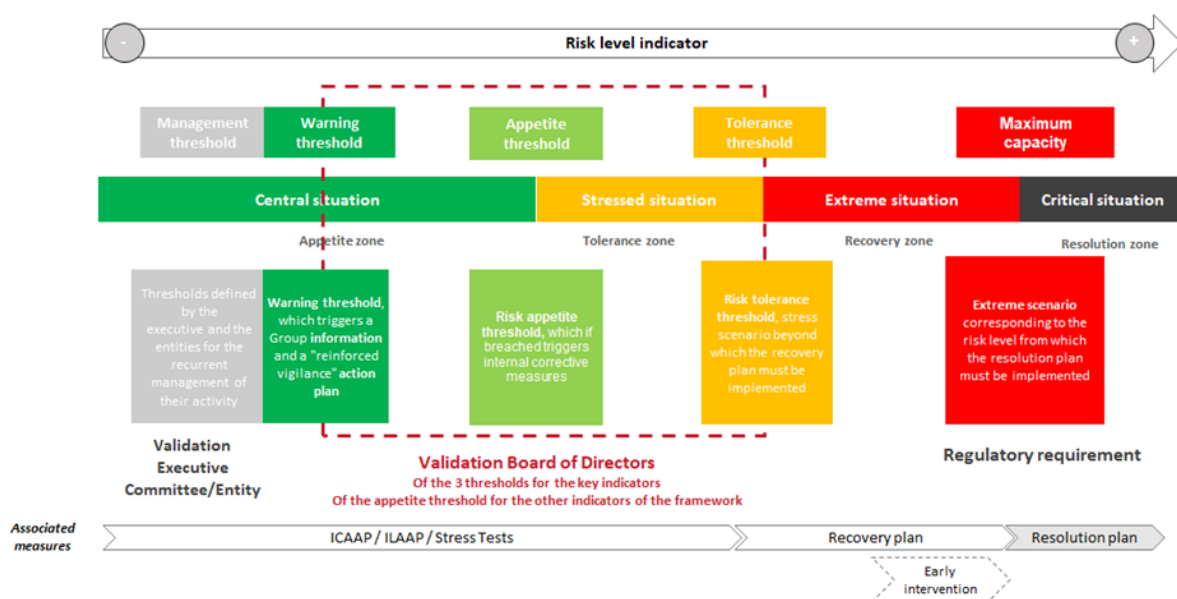 -
Risk level indicator
+
Management
threshold
Warning
threshold
Appetite
threshold
Tolerance
threshold
Maximum
capacity
Central situation
Stressed situation
Extreme situation
Critical situation
Appetite zone
Tolerance zone
Recovery zone
Resolution zone
Thresholds defined
by the
executive and the
entities for the
recurrent
management of
their activity
Warning threshold,
which triggers a
Group information
and a "reinforced
vigilance" action
plan
Risk appetite
threshold, which if
breached triggers
internal corrective
measures
Risk tolerance
threshold, stress
scenario beyond
which the recovery
plan must be
implemented
Extreme scenario
corresponding to the
risk level from which
the resolution plan
must be implemented
Validation
Executive
Committee/Entity
Validation Board of Directors
Of the 3 thresholds for the key indicators
Of the appetite threshold for the other indicators of the framework
Regulatory requirement
Associated
measures
ICAAP / ILAAP / Stress Tests
Recovery plan
Resolution plan
Early
intervention